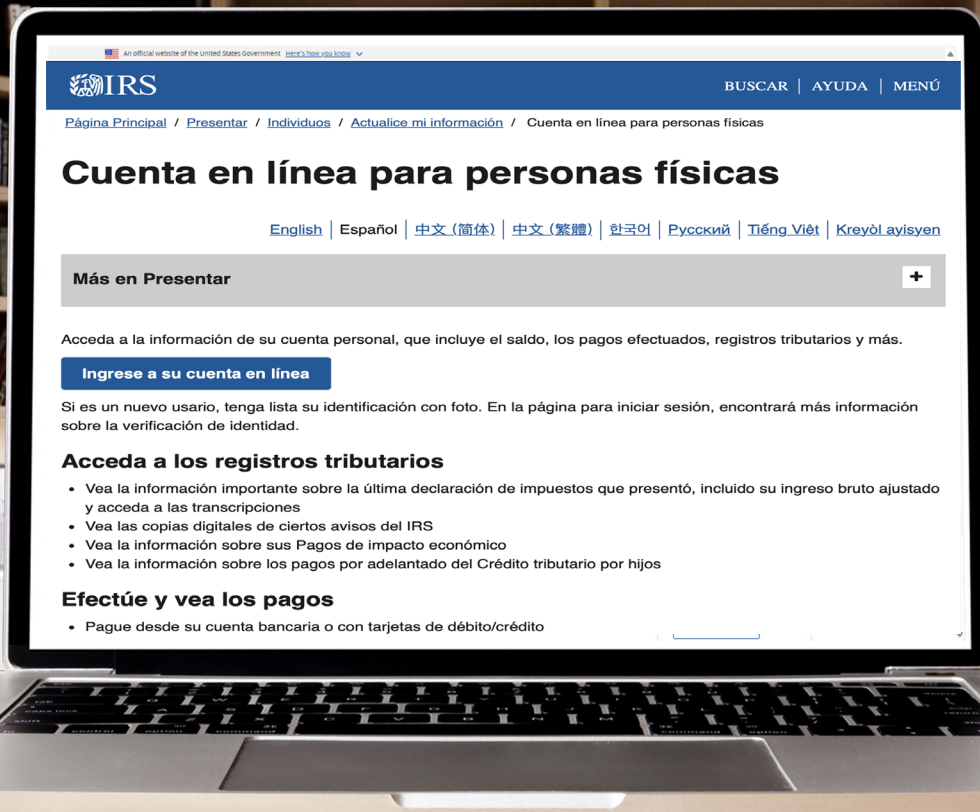 An official website of the United States Government Here's how you know
IRS
BUSCAR | AYUDA | MENÚ
Página Principal / Presentar / Individuos / Actualice mi información / Cuenta en línea para personas físicas
Cuenta en línea para personas físicas
English | Español | 中文 (简体) | 中文 (繁體) | 한국어 | Русский | Tiếng Việt | Kreyòl ayisyen
Más en Presentar
+
Acceda a la información de su cuenta personal, que incluye el saldo, los pagos efectuados, registros tributarios y más.
Ingrese a su cuenta en línea
Si es un nuevo usario, tenga lista su identificación con foto. En la página para iniciar sesión, encontrará más información
sobre la verificación de identidad.
Acceda a los registros tributarios
• Vea la información importante sobre la última declaración de impuestos que presentó, incluido su ingreso bruto ajustado
y acceda a las transcripciones
• Vea las copias digitales de ciertos avisos del IRS
• Vea la información sobre sus Pagos de impacto económico
• Vea la información sobre los pagos por adelantado del Crédito tributario por hijos
Efectúe y vea los pagos
• Pague desde su cuenta bancaria o con tarjetas de débito/crédito